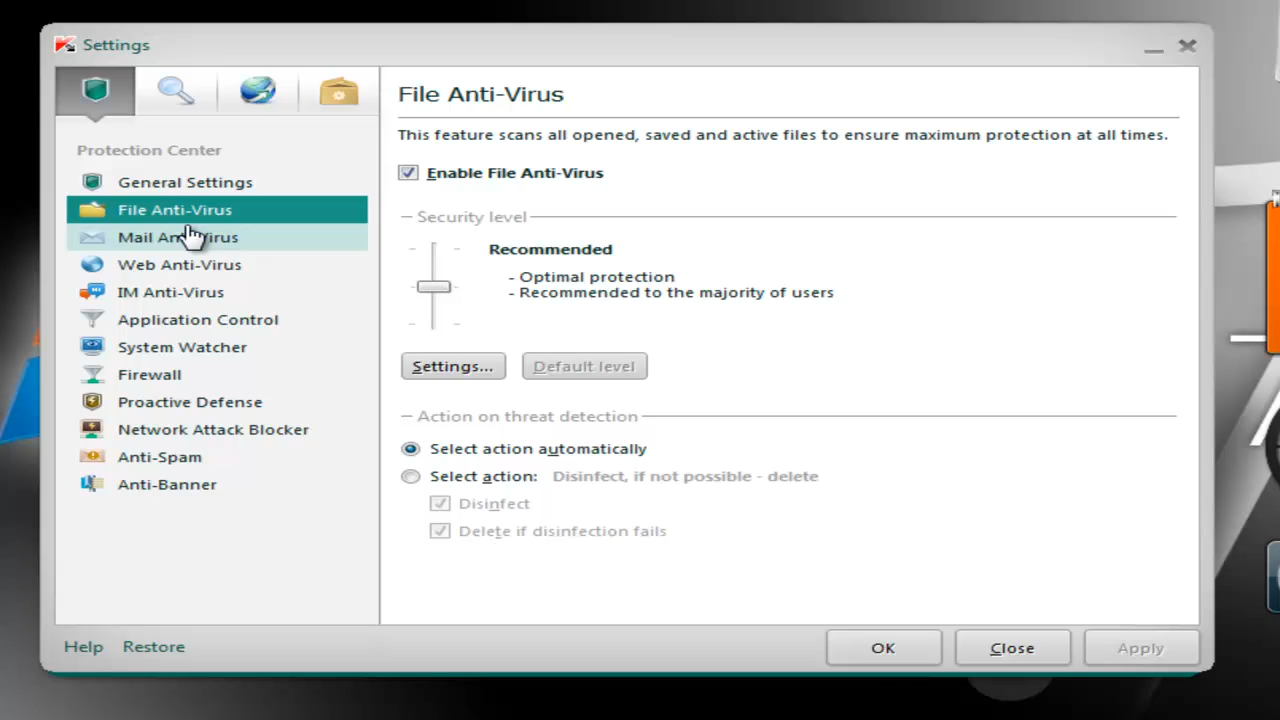 Settings
Protection Center
General Settings
File Anti-Virus
Mail Anti-Virus
Web Anti-Virus
IM Anti-Virus
Application Control
System Watcher
Firewall
Proactive Defense
Network Attack Blocker
Anti-Spam
Anti-Banner
File Anti-Virus
This feature scans all opened, saved and active files to ensure maximum protection at all times.
Enable File Anti-Virus
Security level
Recommended
- Optimal protection
- Recommended to the majority of users
Settings...
Default level
Action on threat detection
Select action automatically
Select action: Disinfect, if not possible - delete
Disinfect
Delete if disinfection fails
Help Restore
OK Close Apply